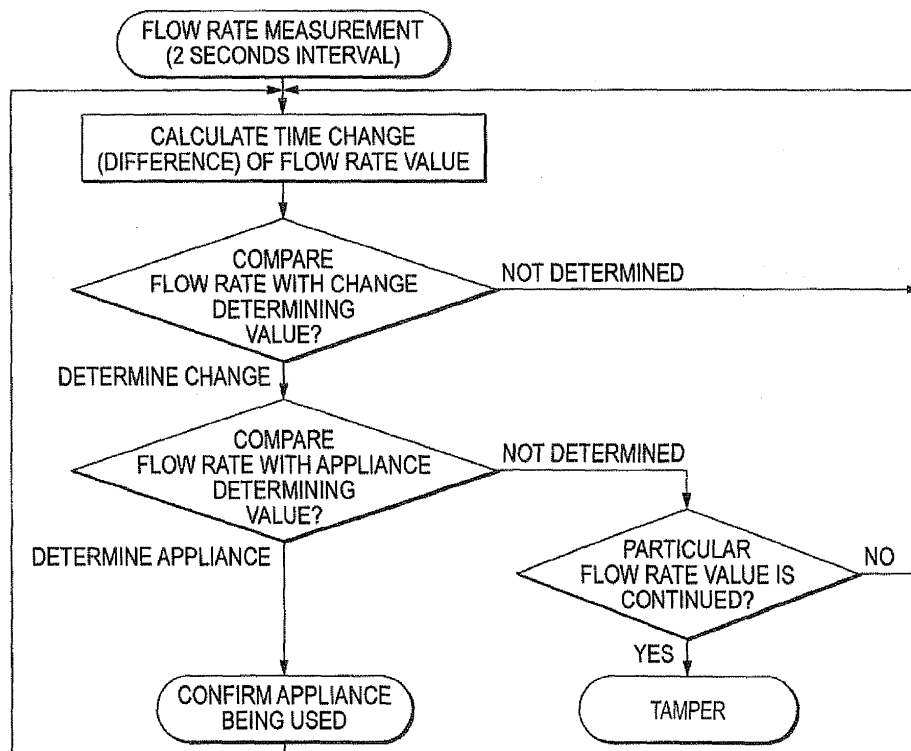 FLOW RATE MEASUREMENT
(2 SECONDS INTERVAL)
CALCULATE TIME CHANGE
(DIFFERENCE) OF FLOW RATE VALUE
COMPARE
FLOW RATE WITH CHANGE
DETERMINING
VALUE?
NOT DETERMINED
DETERMINE CHANGE
COMPARE
FLOW RATE WITH APPLIANCE
DETERMINING
VALUE?
NOT DETERMINED
DETERMINE APPLIANCE
PARTICULAR
FLOW RATE VALUE IS
CONTINUED?
NO
YES
CONFIRM APPLIANCE
BEING USED
TAMPER